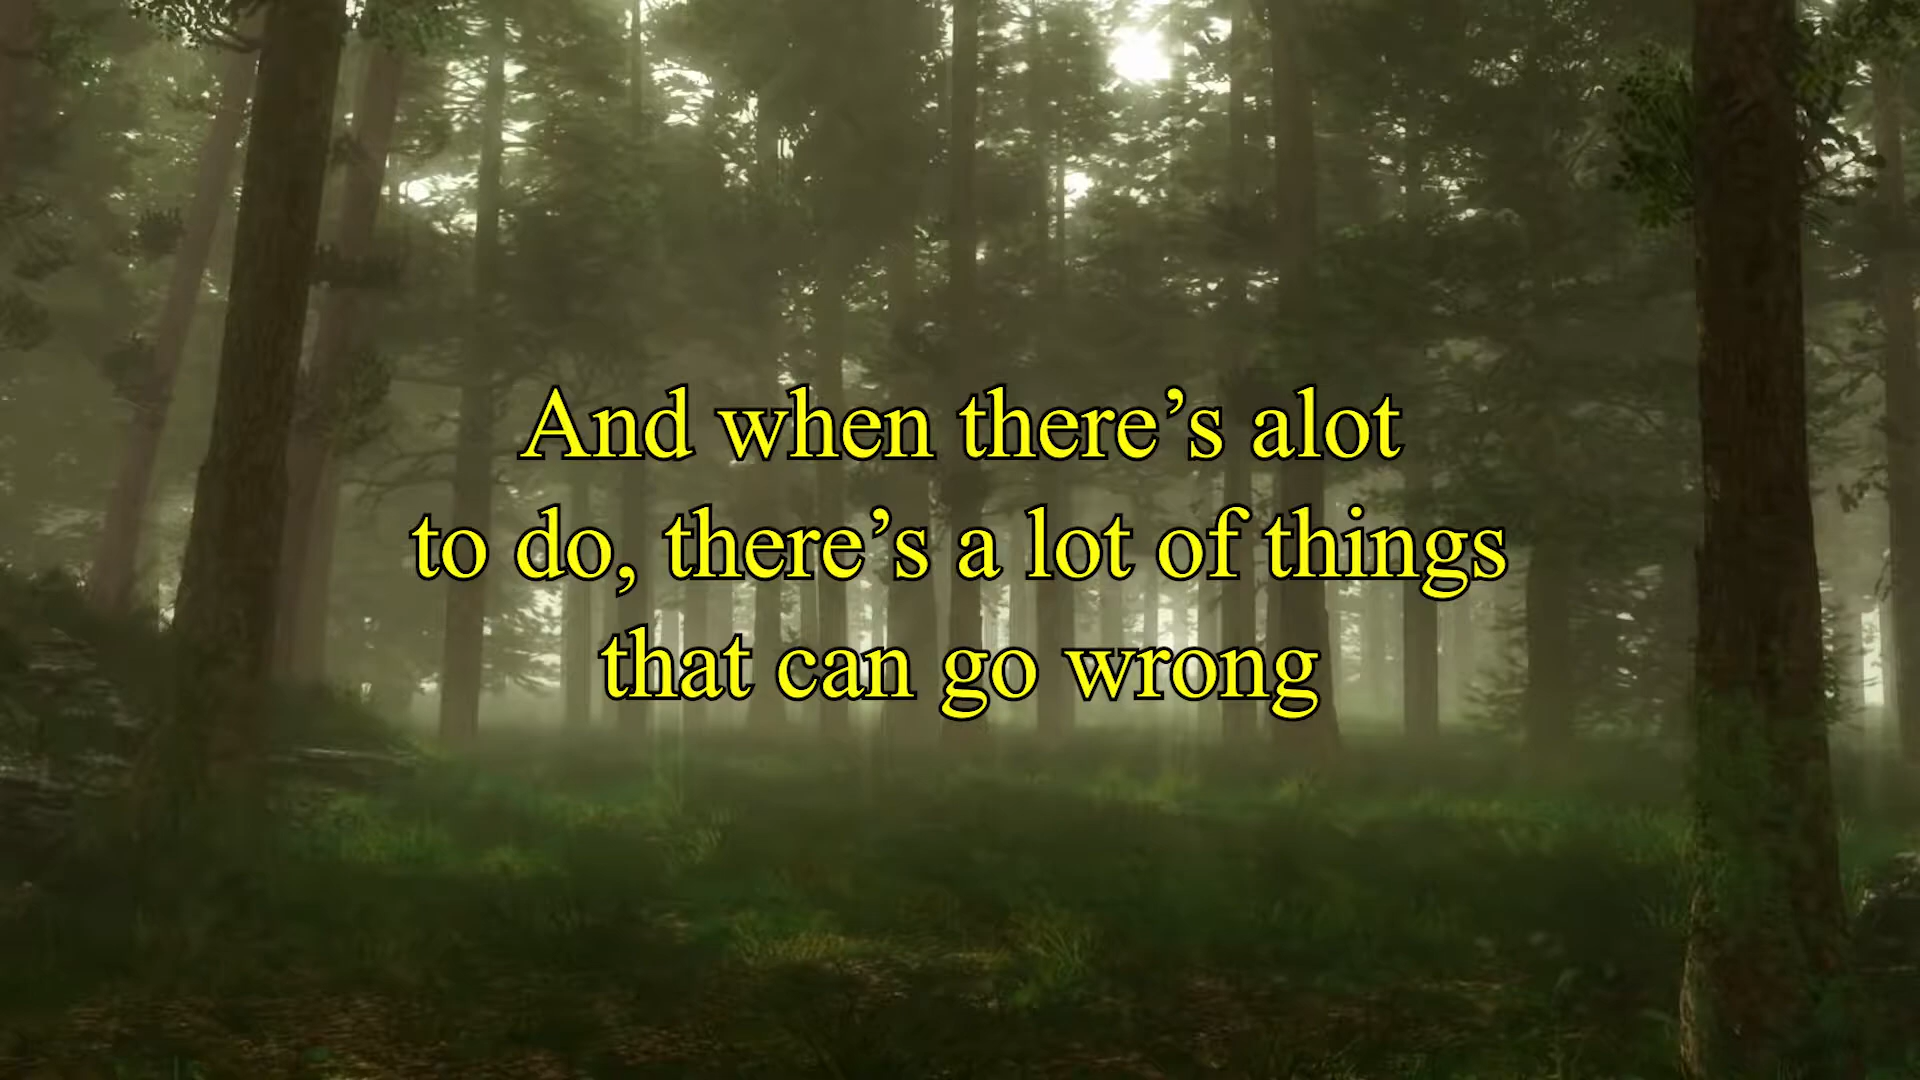 And when there’s alot
to do, there’s a lot of things
that can go wrong